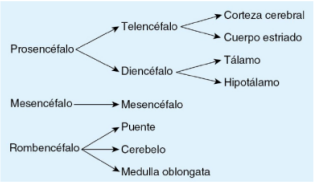 Prosencéfalo
Telencéfalo
Corteza cerebral
Cuerpo estriado
Diencéfalo
Tálamo
Hipotálamo
Mesencéfalo
Mesencéfalo
Rombencéfalo
Puente
Cerebelo
Medulla oblongata